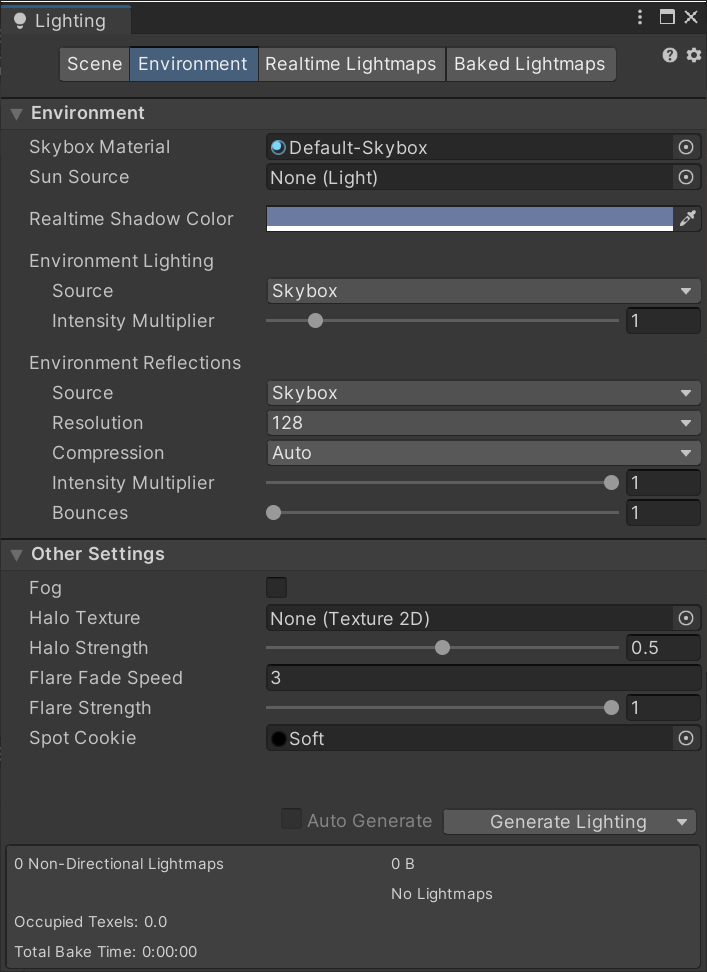 Lighting
Scene Environment Realtime Lightmaps Baked Lightmaps
Environment
Skybox Material Default-Skybox
Sun Source None (Light)
Realtime Shadow Color
Environment Lighting
Source Skybox
Intensity Multiplier 1
Environment Reflections
Source Skybox
Resolution 128
Compression Auto
Intensity Multiplier 1
Bounces 1
Other Settings
Fog
Halo Texture None (Texture 2D)
Halo Strength 0.5
Flare Fade Speed 3
Flare Strength 1
Spot Cookie Soft
Auto Generate Generate Lighting
0 Non-Directional Lightmaps 0 B
No Lightmaps
Occupied Texels: 0.0
Total Bake Time: 0:00:00